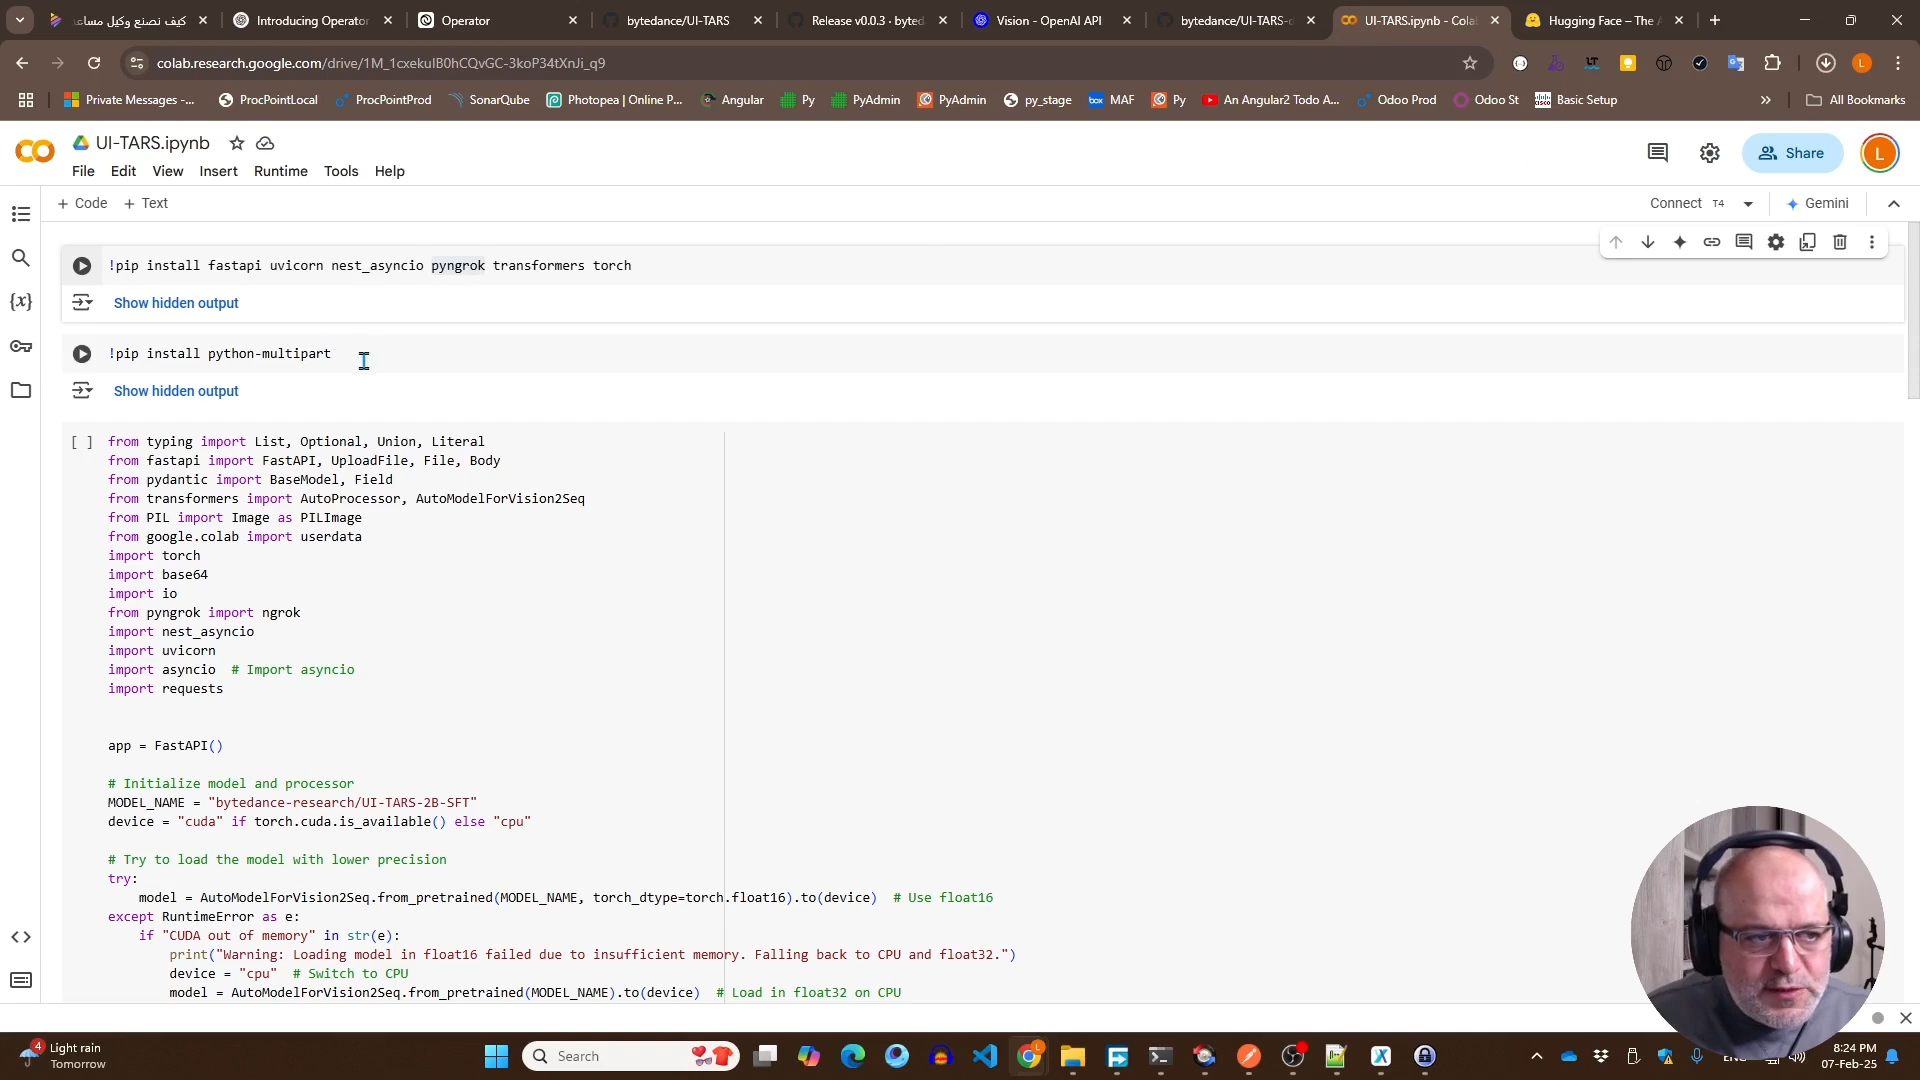 كيف نصنع وكيل مساعد
Introducing Operator
Operator
bytedance/UI-TARS
Release v0.0.3 · byted
Vision - OpenAI API
bytedance/UI-TARS-d
UI-TARS.ipynb - Cola
Hugging Face – The A
colab.research.google.com/drive/1M_1cxekuIB0hCQvGC-3koP34tXnJi_q9
Private Messages -...
ProcPointLocal
ProcPointProd
SonarQube
Photopea | Online P...
Angular
Py
PyAdmin
PyAdmin
py_stage
MAF
Py
An Angular2 Todo A...
Odoo Prod
Odoo St
Basic Setup
» All Bookmarks
UI-TARS.ipynb
File Edit View Insert Runtime Tools Help
Share
L
+ Code + Text
Connect T4
Gemini
!pip install fastapi uvicorn nest_asyncio pyngrok transformers torch
Show hidden output
!pip install python-multipart
Show hidden output
[ ] from typing import List, Optional, Union, Literal
from fastapi import FastAPI, UploadFile, File, Body
from pydantic import BaseModel, Field
from transformers import AutoProcessor, AutoModelForVision2Seq
from PIL import Image as PILImage
from google.colab import userdata
import torch
import base64
import io
from pyngrok import ngrok
import nest_asyncio
import uvicorn
import asyncio # Import asyncio
import requests
app = FastAPI()
# Initialize model and processor
MODEL_NAME = "bytedance-research/UI-TARS-2B-SFT"
device = "cuda" if torch.cuda.is_available() else "cpu"
# Try to load the model with lower precision
try:
model = AutoModelForVision2Seq.from_pretrained(MODEL_NAME, torch_dtype=torch.float16).to(device) # Use float16
except RuntimeError as e:
if "CUDA out of memory" in str(e):
print("Warning: Loading model in float16 failed due to insufficient memory. Falling back to CPU and float32.")
device = "cpu" # Switch to CPU
model = AutoModelForVision2Seq.from_pretrained(MODEL_NAME).to(device) # Load in float32 on CPU
4
Light rain
Tomorrow
Search
8:24 PM
07-Feb-25